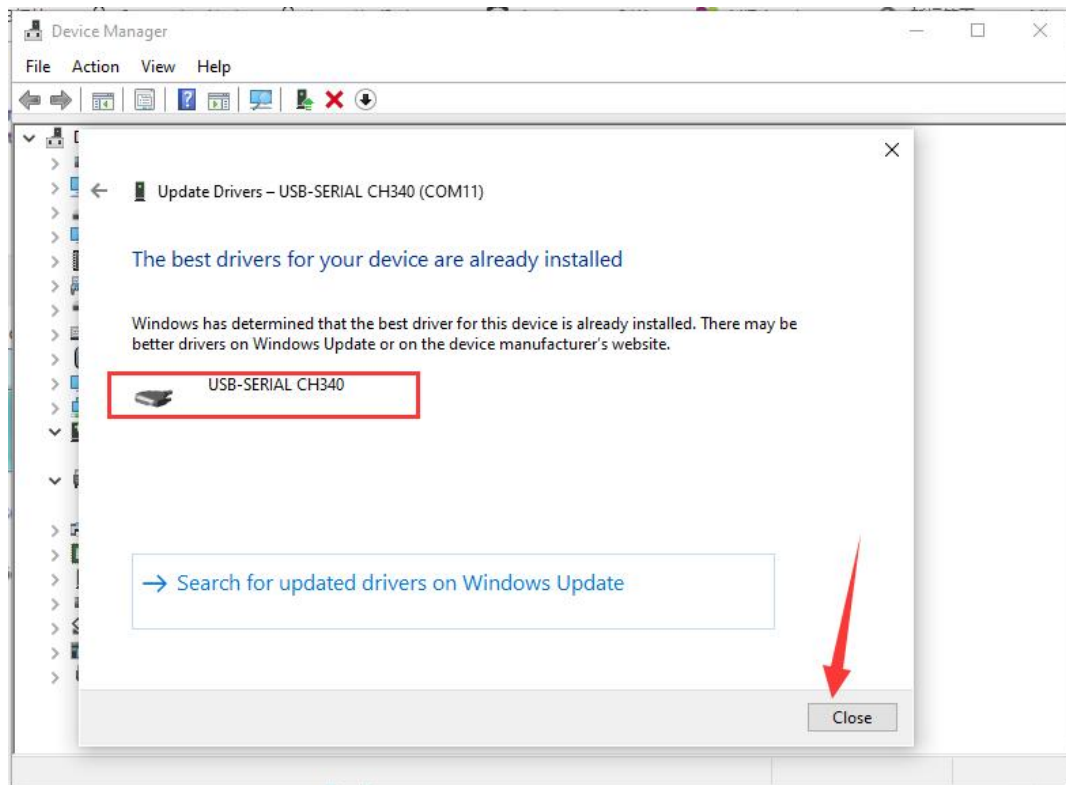 Device Manager
File Action View Help
Update Drivers – USB-SERIAL CH340 (COM11)
The best drivers for your device are already installed
Windows has determined that the best driver for this device is already installed. There may be
better drivers on Windows Update or on the device manufacturer's website.
USB-SERIAL CH340
Search for updated drivers on Windows Update
Close